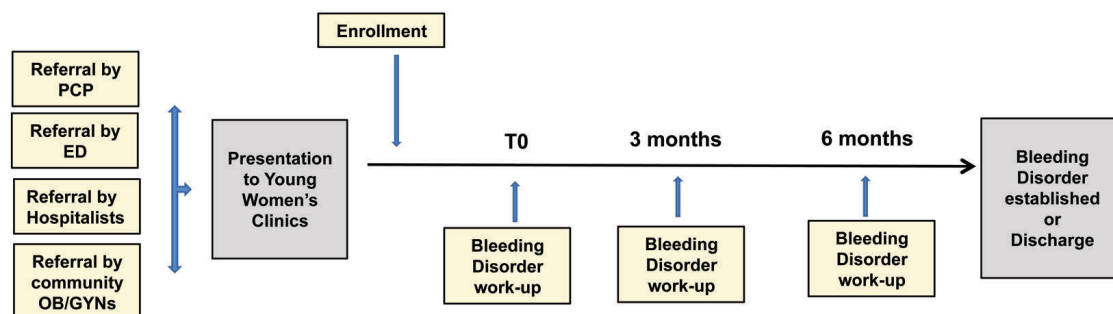 Enrollment
Referral by
PCP
Referral by
ED
Referral by
Hospitalists
Referral by
community
OB/GYNs
Presentation
to Young
Women's
Clinics
T0
3 months
6 months
Bleeding
Disorder
work-up
Bleeding
Disorder
work-up
Bleeding
Disorder
work-up
Bleeding
Disorder
established
or
Discharge